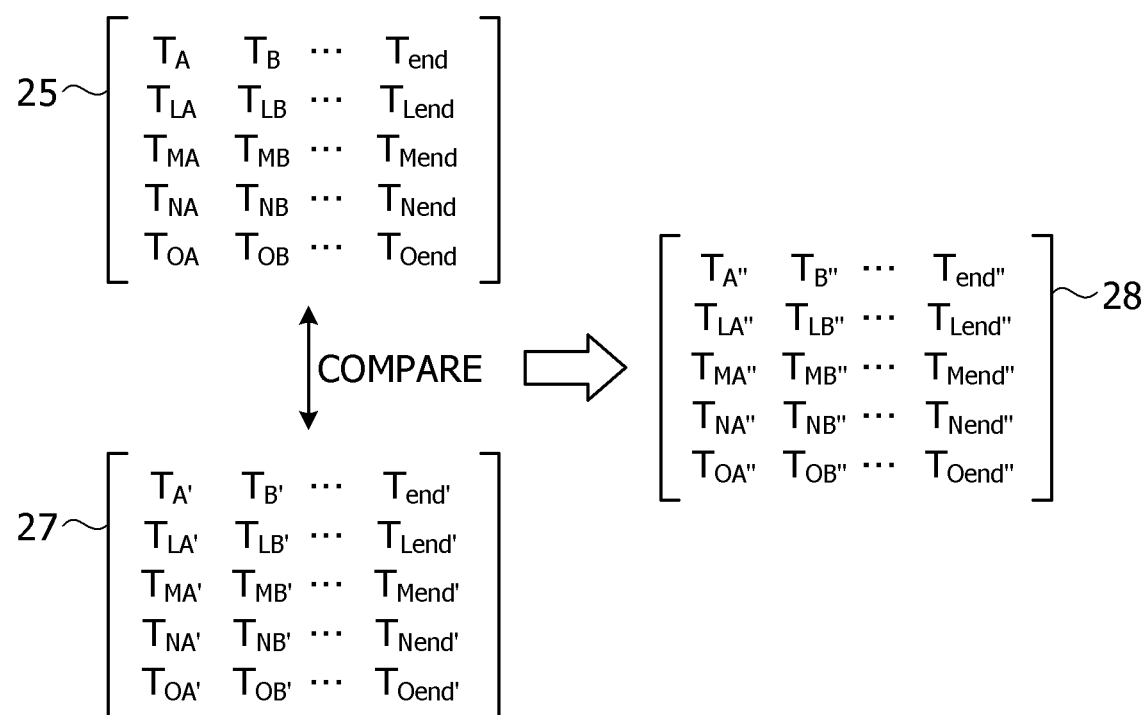 T_A T_B ... T_end
25
T_LA T_LB ... T_Lend
T_MA T_MB ... T_Mend
T_NA T_NB ... T_Nend
T_OA T_OB ... T_Oend
COMPARE
T_A" T_B" ... T_end"
28
T_LA" T_LB" ... T_Lend"
T_MA" T_MB" ... T_Mend"
T_NA" T_NB" ... T_Nend"
T_OA" T_OB" ... T_Oend"
T_A' T_B' ... T_end'
27
T_LA' T_LB' ... T_Lend'
T_MA' T_MB' ... T_Mend'
T_NA' T_NB' ... T_Nend'
T_OA' T_OB' ... T_Oend'